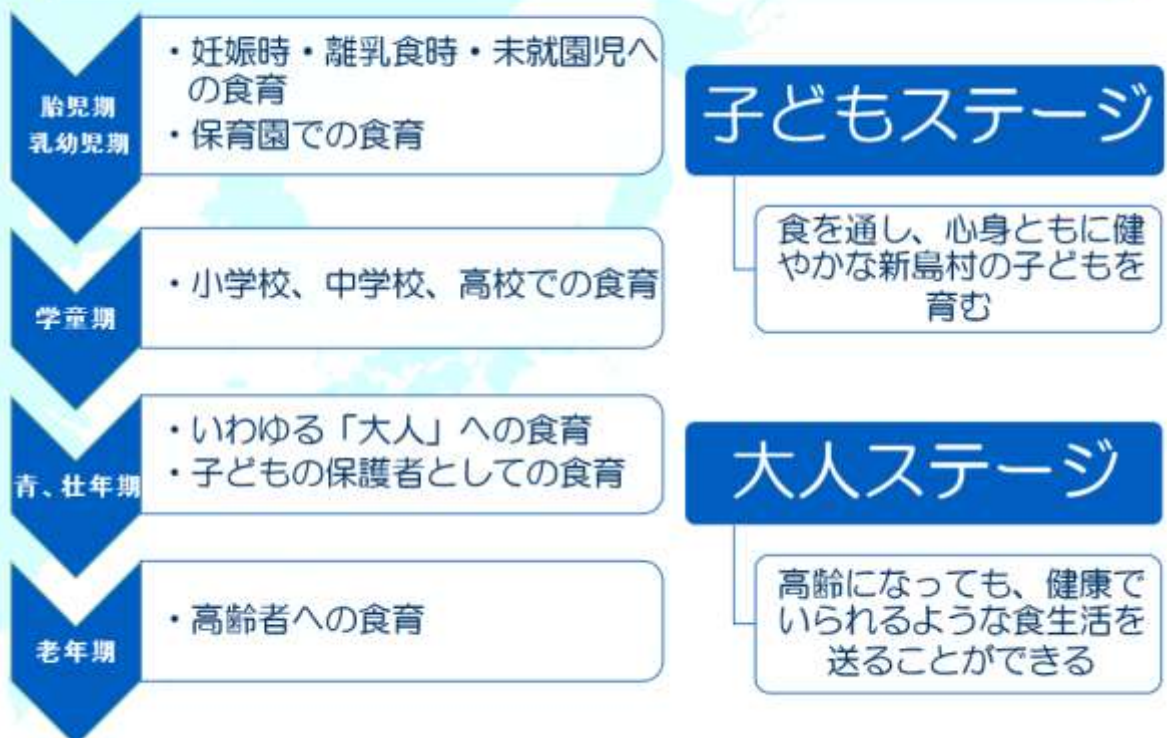 胎児期
乳幼児期
・妊娠時・離乳食時・未就園児へ
の食育
・保育園での食育
学童期
・小学校、中学校、高校での食育
青、壮年期
・いわゆる「大人」への食育
・子どもの保護者としての食育
老年期
・高齢者への食育
子どもステージ
食を通し、心身ともに健
やかな新島村の子どもを
育む
大人ステージ
高齢になっても、健康で
いられるような食生活を
送ることができる